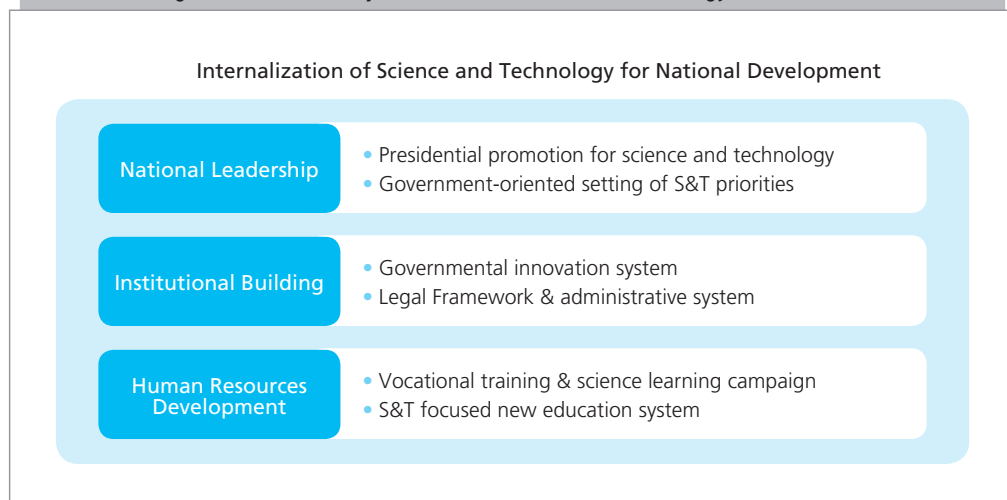 Internalization of Science and Technology for National Development
National Leadership
• Presidential promotion for science and technology
• Government-oriented setting of S&T priorities
Institutional Building
• Governmental innovation system
• Legal Framework & administrative system
Human Resources
Development
• Vocational training & science learning campaign
• S&T focused new education system